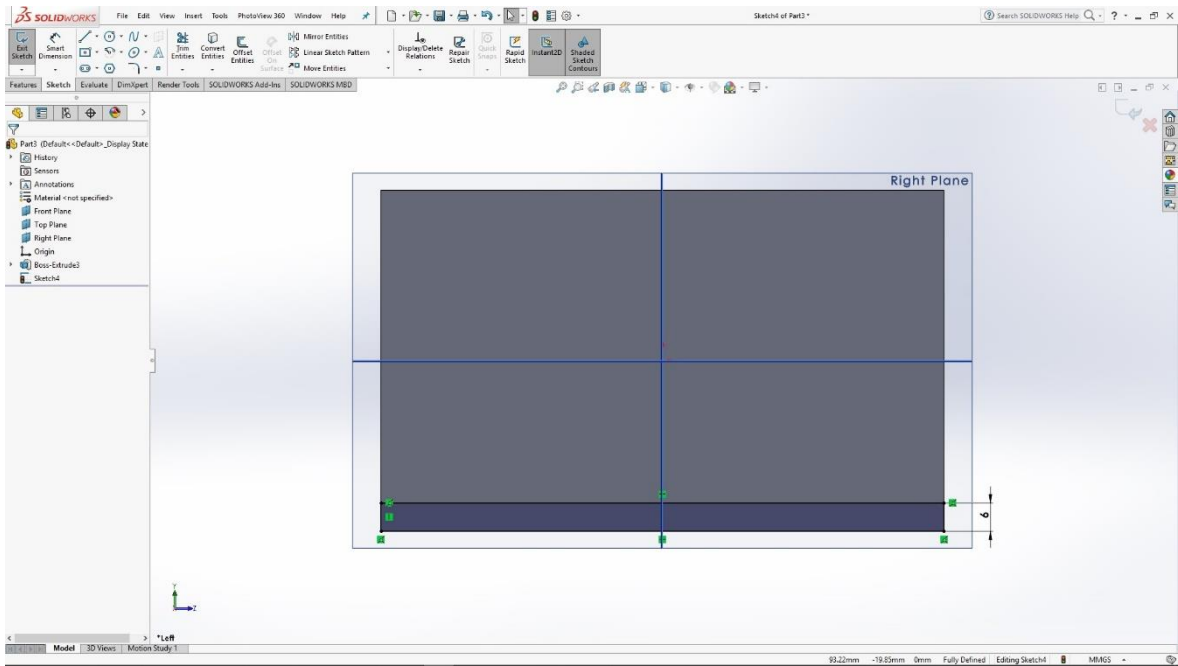 SOLIDWORKS File Edit View Insert Tools PhotoView 360 Window Help Sketch4 of Part3 * Search SOLIDWORKS Help
Exit Sketch Smart Dimension Trim Entities Convert Entities Offset Entities Offset On Surface Mirror Entities Linear Sketch Pattern Move Entities Display/Delete Relations Repair Sketch Quick Snaps Rapid Sketch Instant2D Shaded Sketch Contours
Features Sketch Evaluate DimXpert Render Tools SOLIDWORKS Add-Ins SOLIDWORKS MBD
Part3 (Default<<Default>_Display State
History
Sensors
Annotations
Material <not specified>
Front Plane
Top Plane
Right Plane
Origin
Boss-Extrude3
Sketch4
Right Plane
6
Y
Z
*Left
Model 3D Views Motion Study 1
93.22mm -19.85mm 0mm Fully Defined Editing Sketch4 MMGS